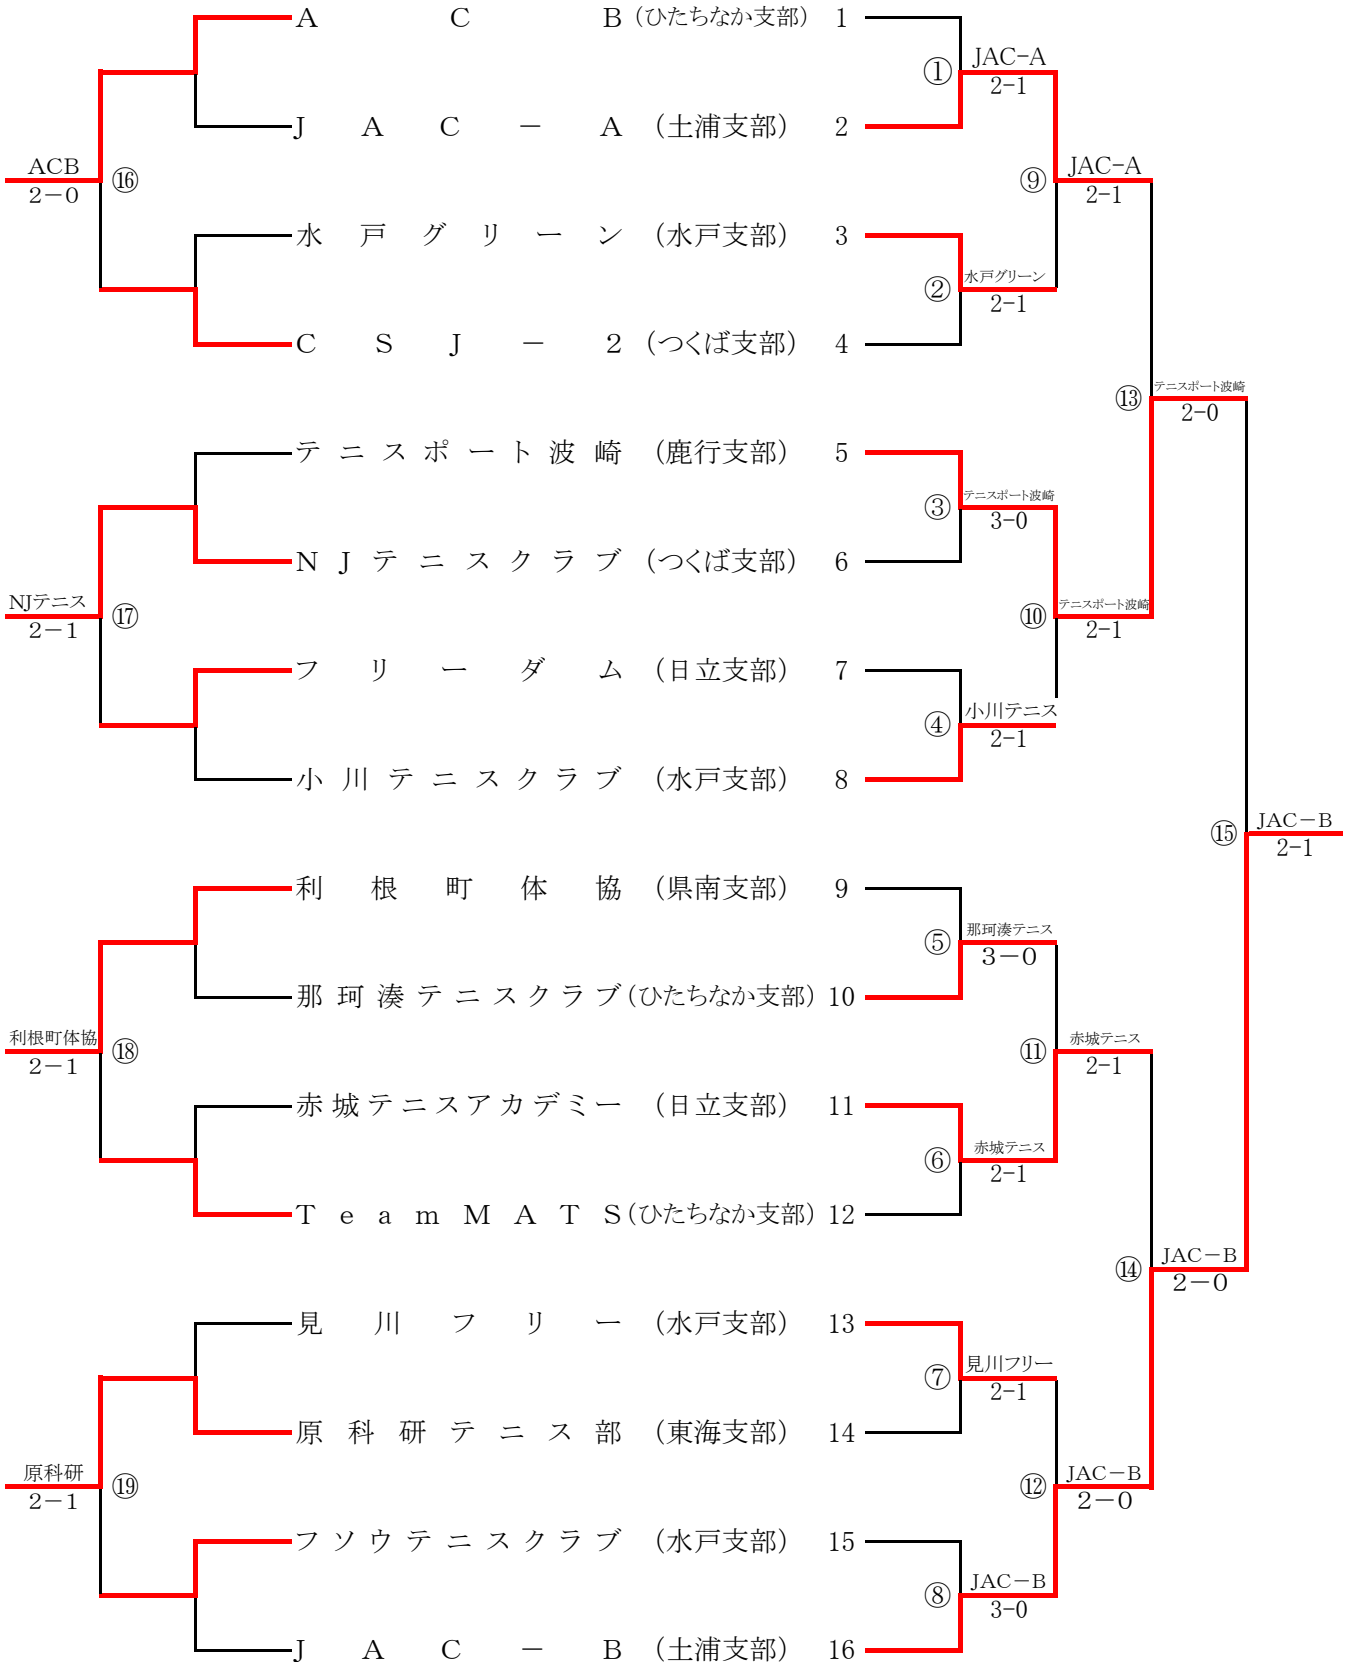 ACB（ひたちなか支部） 1
① JAC-A
2-1
JAC－A（土浦支部） 2
ACB
2－0
⑯
⑨ JAC-A
2-1
水戸グリーン（水戸支部） 3
② 水戸グリーン
2-1
CSJ－2（つくば支部） 4
⑬ テニスポート波崎
2-0
テニスポート波崎（鹿行支部） 5
③ テニスポート波崎
3-0
NJテニスクラブ（つくば支部） 6
NJテニス
2－1
⑰
⑩ テニスポート波崎
2-1
フリーダム（日立支部） 7
④ 小川テニス
2-1
小川テニスクラブ（水戸支部） 8
⑮ JAC－B
2-1
利根町体協（県南支部） 9
⑤ 那珂湊テニス
3－0
那珂湊テニスクラブ（ひたちなか支部） 10
利根町体協
2－1
⑱
⑪ 赤城テニス
2-1
赤城テニスアカデミー（日立支部） 11
⑥ 赤城テニス
2-1
TeamMATS（ひたちなか支部） 12
⑭ JAC－B
2－0
見川フリー（水戸支部） 13
⑦ 見川フリー
2-1
原科研テニス部（東海支部） 14
原科研
2－1
⑲
⑫ JAC－B
2－0
フソウテニスクラブ（水戸支部） 15
⑧ JAC－B
3-0
JAC－B（土浦支部） 16